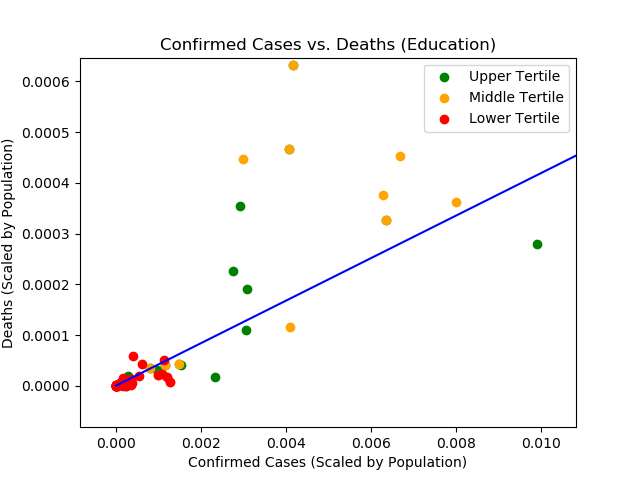 Confirmed Cases vs. Deaths (Education)
Upper Tertile
Middle Tertile
Lower Tertile
Deaths (Scaled by Population)
0.0006
0.0005
0.0004
0.0003
0.0002
0.0001
0.0000
0.000 0.002 0.004 0.006 0.008 0.010
Confirmed Cases (Scaled by Population)